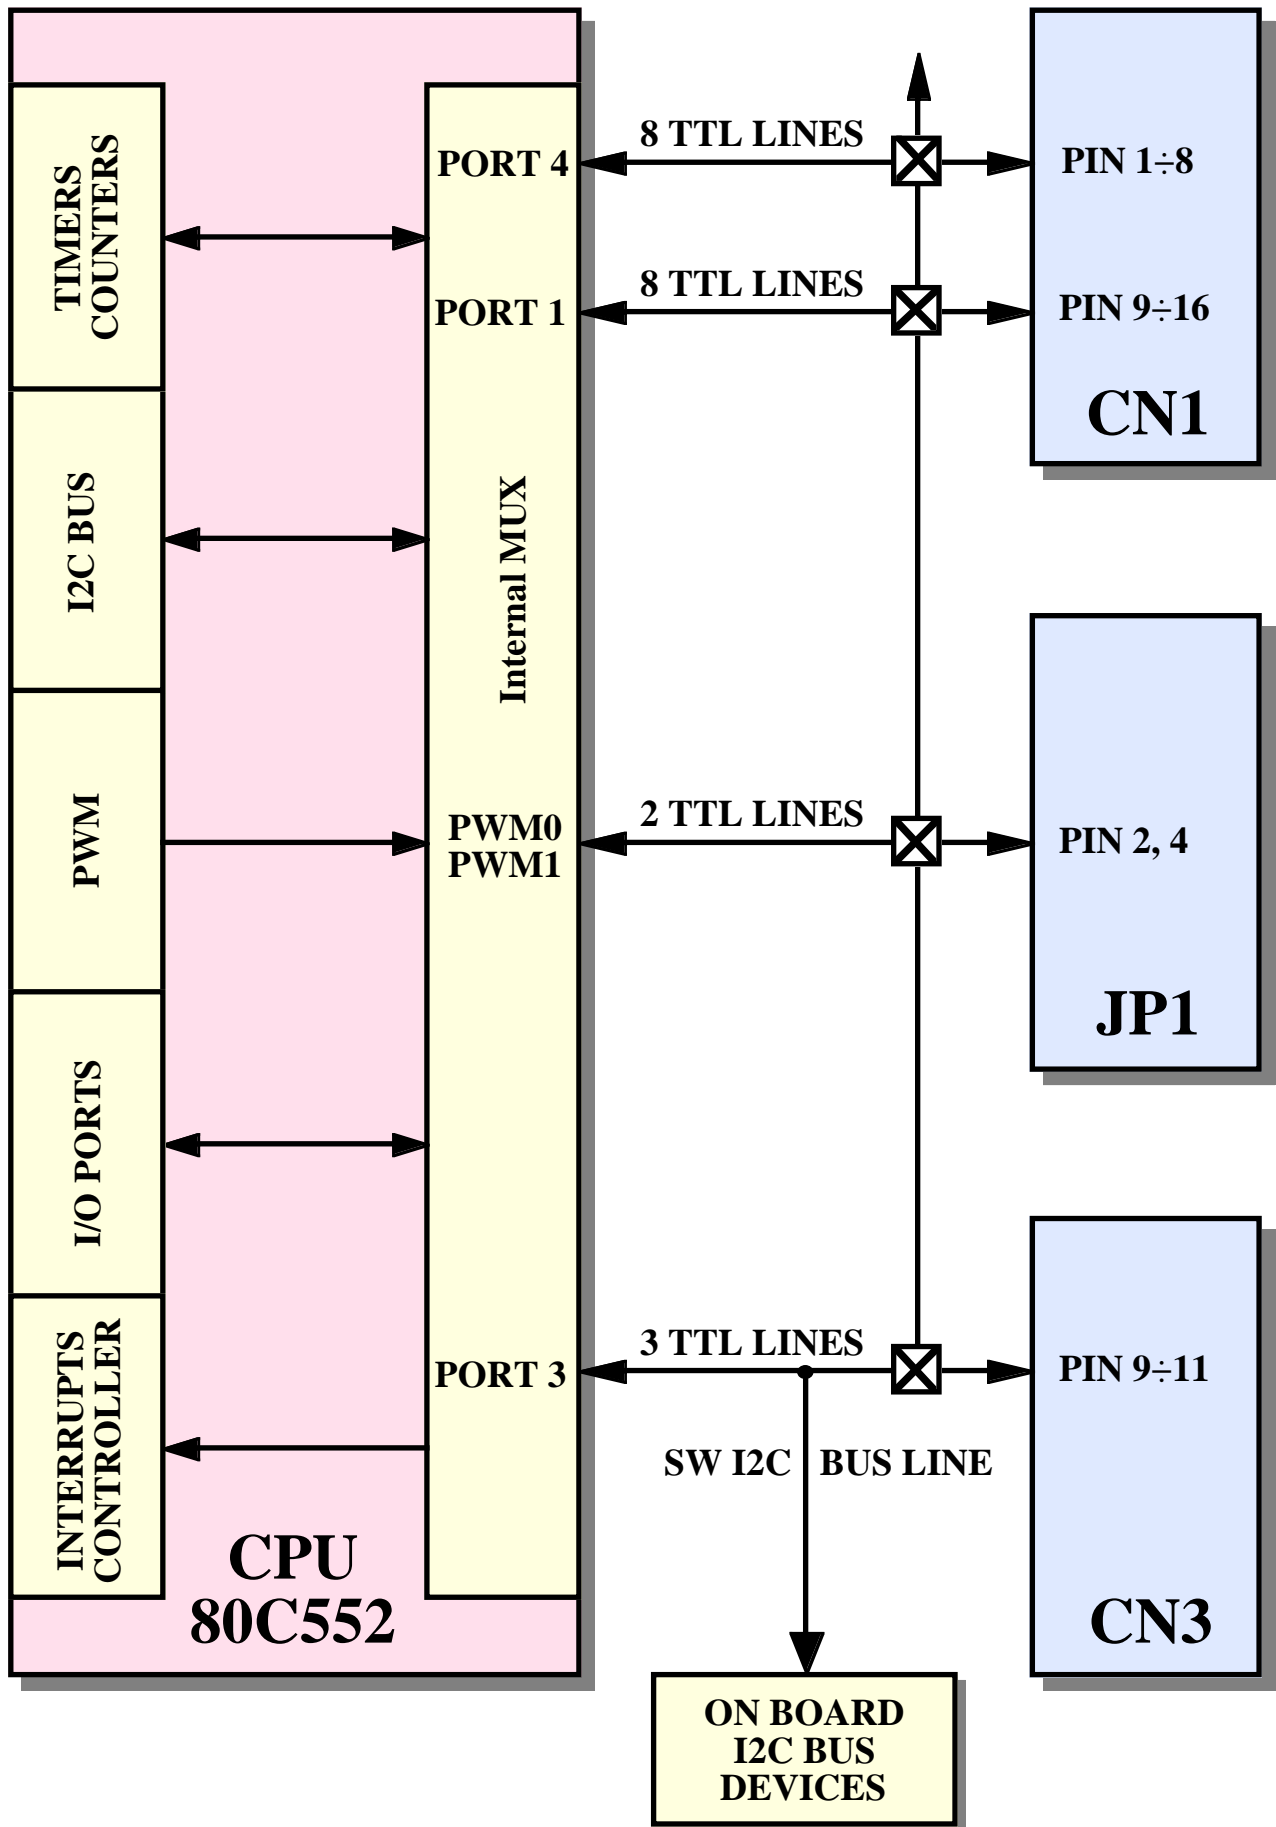 TIMERS
COUNTERS
I2C BUS
PWM
I/O PORTS
INTERRUPTS
CONTROLLER
CPU
80C552
PORT 4
PORT 1
Internal MUX
PWM0
PWM1
PORT 3
8 TTL LINES
8 TTL LINES
2 TTL LINES
3 TTL LINES
SW I2C BUS LINE
ON BOARD
I2C BUS
DEVICES
PIN 1÷8
PIN 9÷16
CN1
PIN 2, 4
JP1
PIN 9÷11
CN3